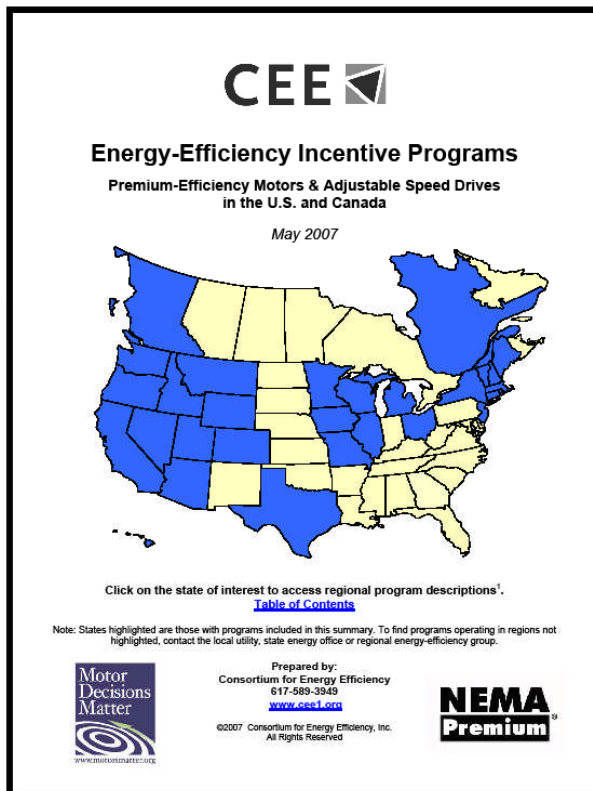 CEE
Energy-Efficiency Incentive Programs
Premium-Efficiency Motors & Adjustable Speed Drives
in the U.S. and Canada
May 2007
Click on the state of interest to access regional program descriptions¹.
Table of Contents
Note: States highlighted are those with programs included in this summary. To find programs operating in regions not
highlighted, contact the local utility, state energy office or regional energy-efficiency group.
Motor
Decisions
Matter
www.motorsmatter.org
Prepared by:
Consortium for Energy Efficiency
617-589-3949
www.cee1.org
©2007 Consortium for Energy Efficiency, Inc.
All Rights Reserved
NEMA
Premium®